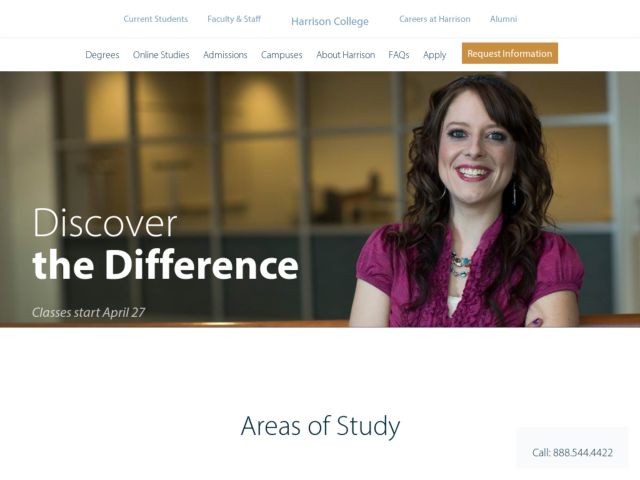 Current Students
Faculty & Staff
Harrison College
Careers at Harrison
Alumni
Degrees
Online Studies
Admissions
Campuses
About Harrison
FAQs
Apply
Request Information
Discover
the Difference
Classes start April 27
Areas of Study
Call: 888.544.4422